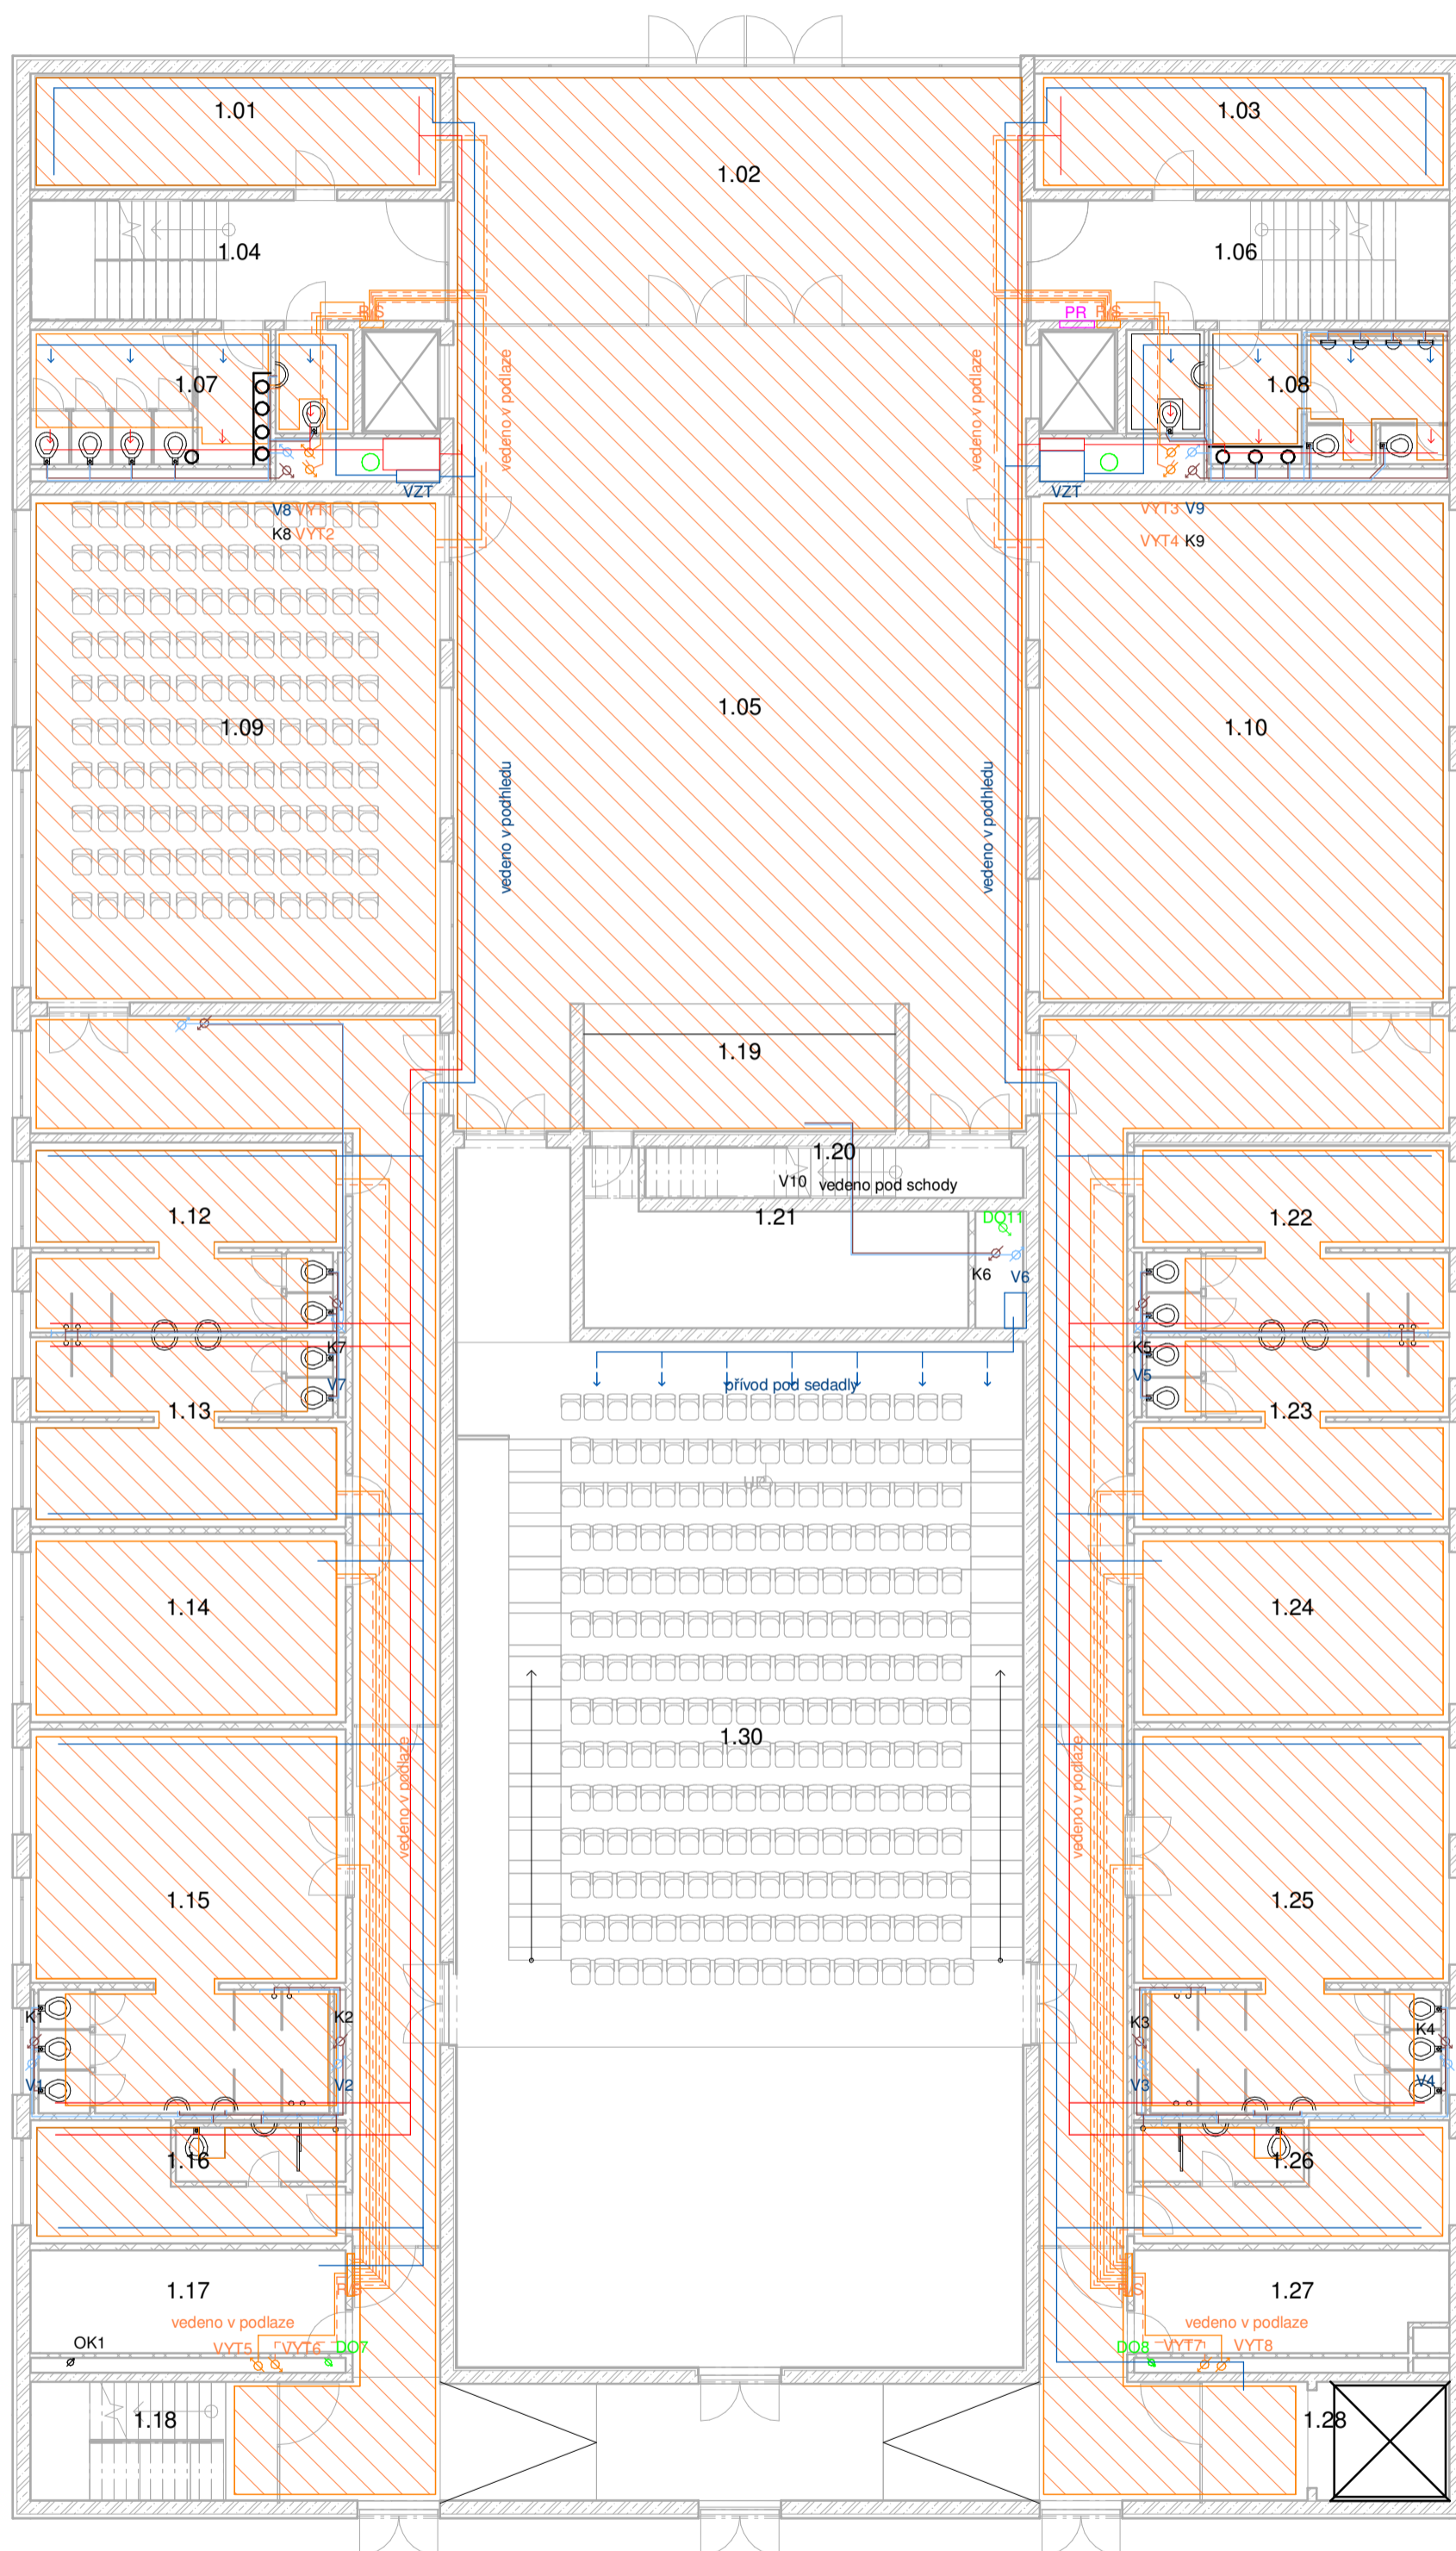 1.01
1.03
1.02
1.04
1.06
R/S
PR R/S
1.07
1.08
vedeno v podlaze
vedeno v podlaze
VZT
VZT
V8 VYT1
K8 VYT2
VYT3 V9
VYT4 K9
1.05
1.09
1.10
vedeno v podhledu
vedeno v podhledu
1.19
1.20
V10 vedeno pod schody
1.12
1.21
DO11
1.22
K6
V6
K7
V7
K5
V5
přívod pod sedadly
1.13
1.23
UP
1.14
1.24
1.30
vedeno v podlaze
vedeno v podlaze
1.15
1.25
K1
K2
K3
K4
V1
V2
V3
V4
1.16
1.26
1.17
R/S
R/S
1.27
vedeno v podlaze
vedeno v podlaze
OK1
VYT5
VYT6
DO7
DO8
VYT7
VYT8
1.18
1.28